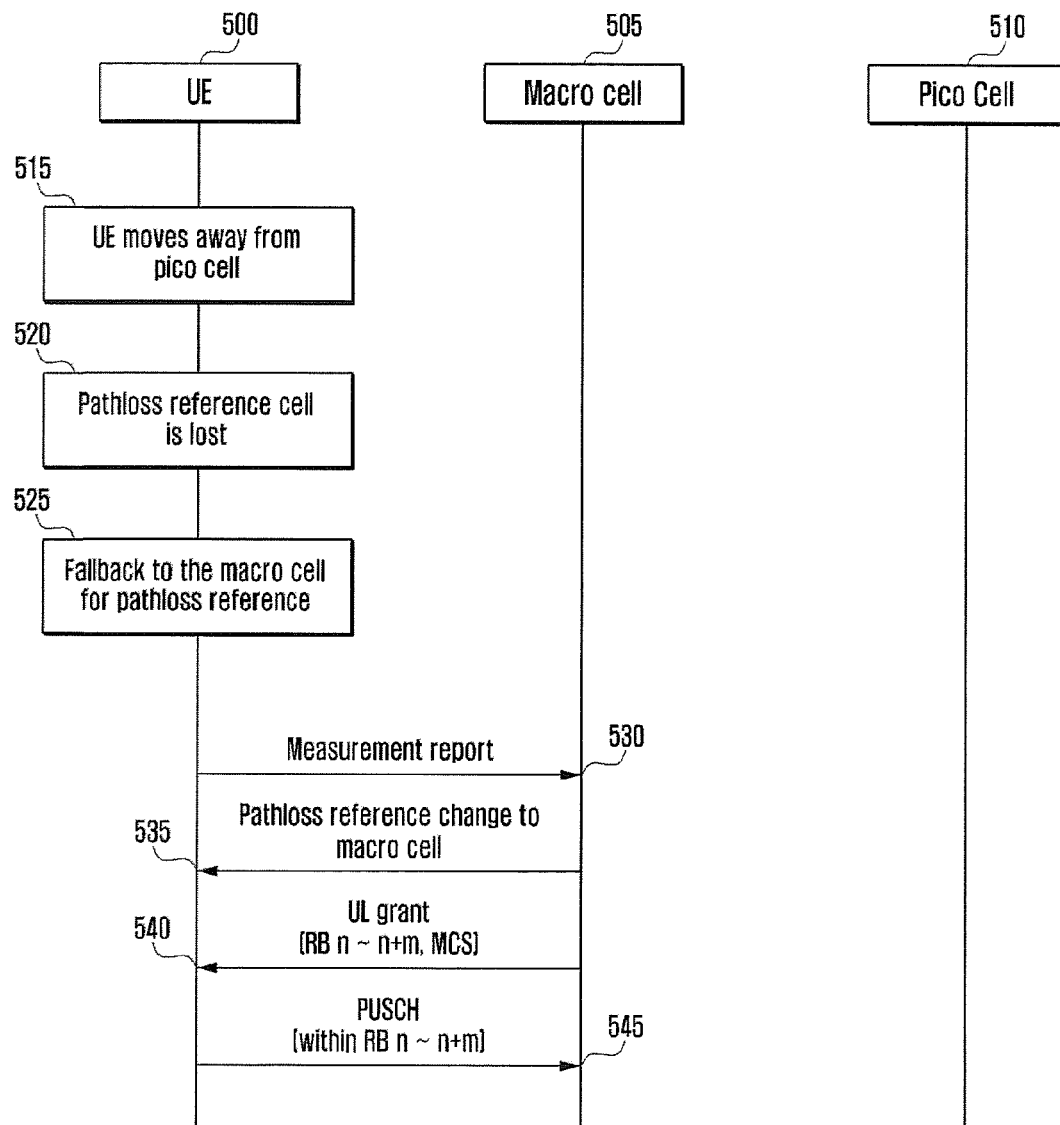 500
505
510
UE
Macro cell
Pico Cell
515
UE moves away from
pico cell
520
Pathloss reference cell
is lost
525
Fallback to the macro cell
for pathloss reference
Measurement report
530
Pathloss reference change to
macro cell
535
UL grant
[RB n ~ n+m, MCS]
540
PUSCH
[within RB n ~ n+m]
545